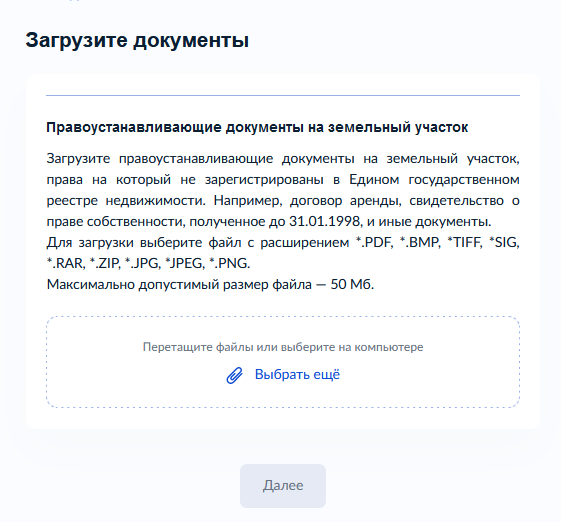 Загрузите документы
Правоустанавливающие документы на земельный участок
Загрузите правоустанавливающие документы на земельный участок,
права на который не зарегистрированы в Едином государственном
реестре недвижимости. Например, договор аренды, свидетельство о
праве собственности, полученное до 31.01.1998, и иные документы.
Для загрузки выберите файл с расширением *.PDF, *.BMP, *TIFF, *SIG,
*.RAR, *.ZIP, *.JPG, *JPEG, *.PNG.
Максимально допустимый размер файла — 50 Мб.
Перетащите файлы или выберите на компьютере
Выбрать ещё
Далее